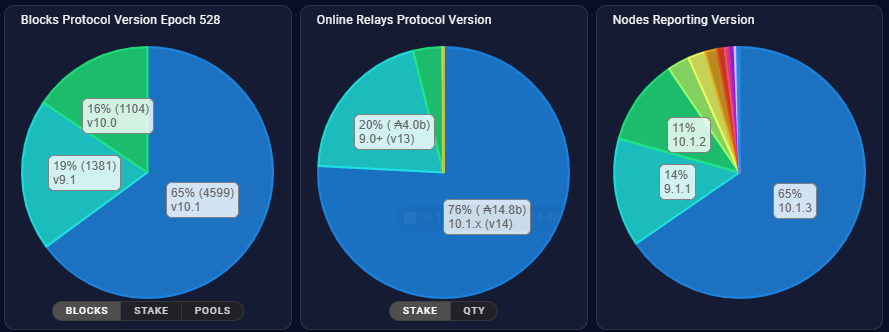 Blocks Protocol Version Epoch 528
16% (1104)
v10.0
19% (1381)
v9.1
65% (4599)
v10.1
BLOCKS STAKE POOLS
Online Relays Protocol Version
20% ( ₳4.0b)
9.0+ (v13)
76% ( ₳14.8b)
10.1.x (v14)
STAKE QTY
Nodes Reporting Version
11%
10.1.2
14%
9.1.1
65%
10.1.3